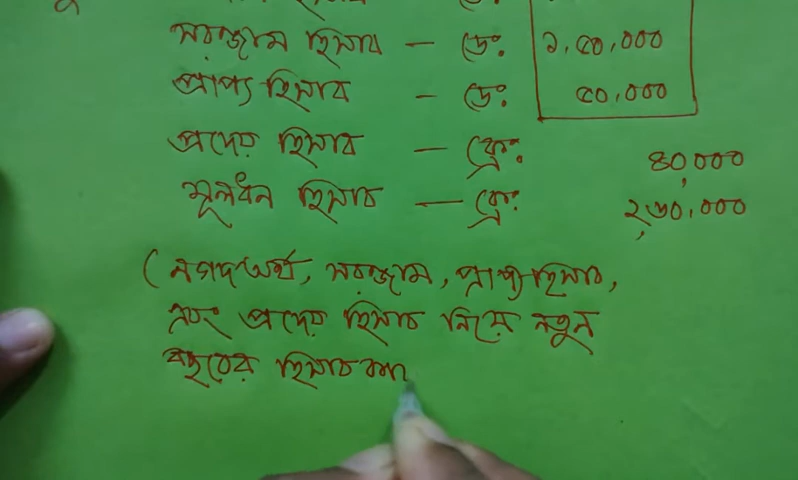 সরঞ্জাম হিসাব — ডেঃ ১,৫০,০০০
প্রাপ্য হিসাব - ডেঃ ৫০,০০০
প্রদেয় হিসাব — ক্রেঃ ৪০,০০০
মূলধন হিসাব — ক্রেঃ ২,৬০,০০০
(নগদ অর্থ, সরঞ্জাম, প্রাপ্য হিসাব,
এবং প্রদেয় হিসাব নিয়ে নতুন
বছরের হিসাব